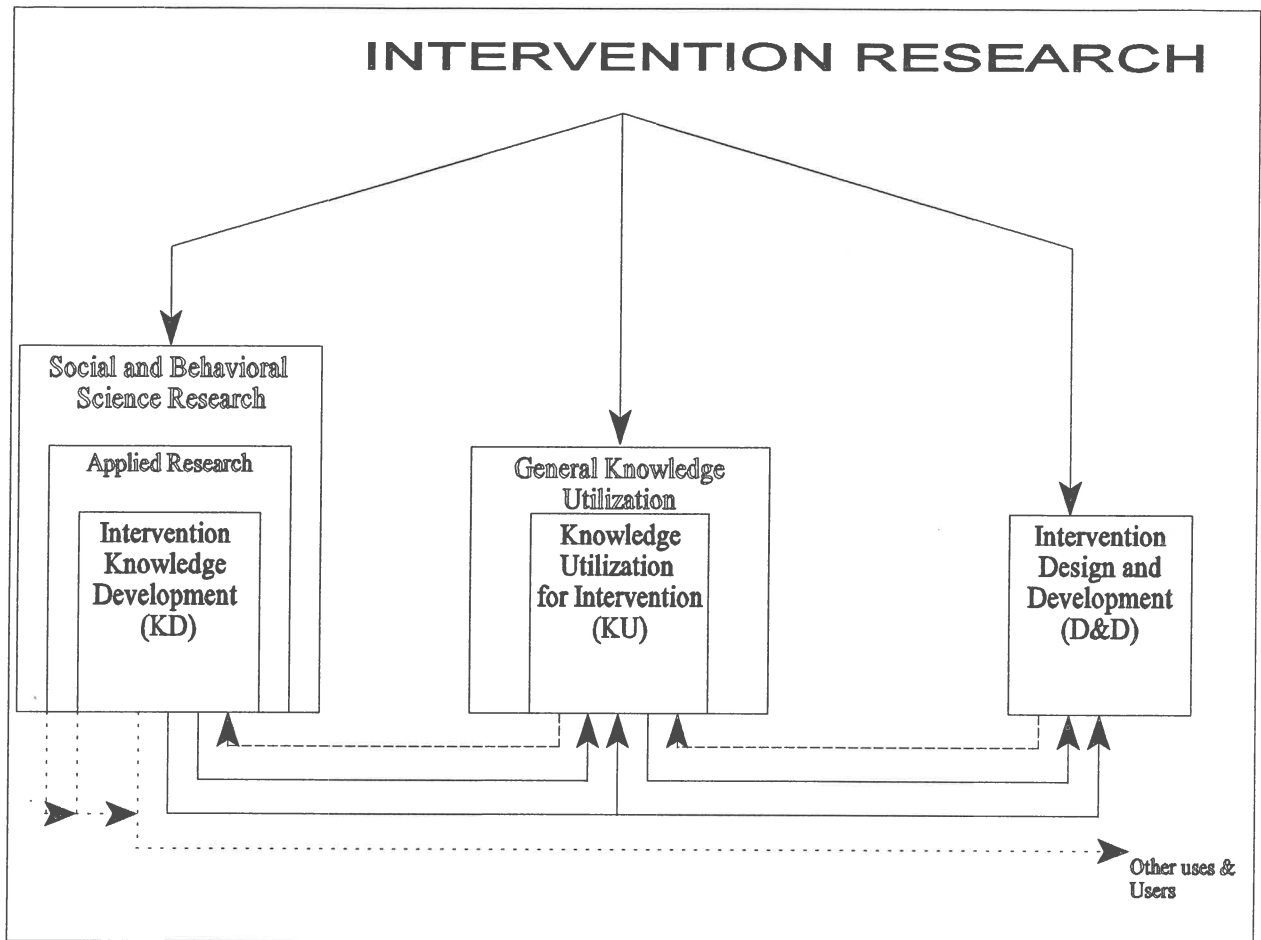 INTERVENTION RESEARCH
Social and Behavioral
Science Research
Applied Research
Intervention
Knowledge
Development
(KD)
General Knowledge
Utilization
Knowledge
Utilization
for Intervention
(KU)
Intervention
Design and
Development
(D&D)
Other uses &
Users